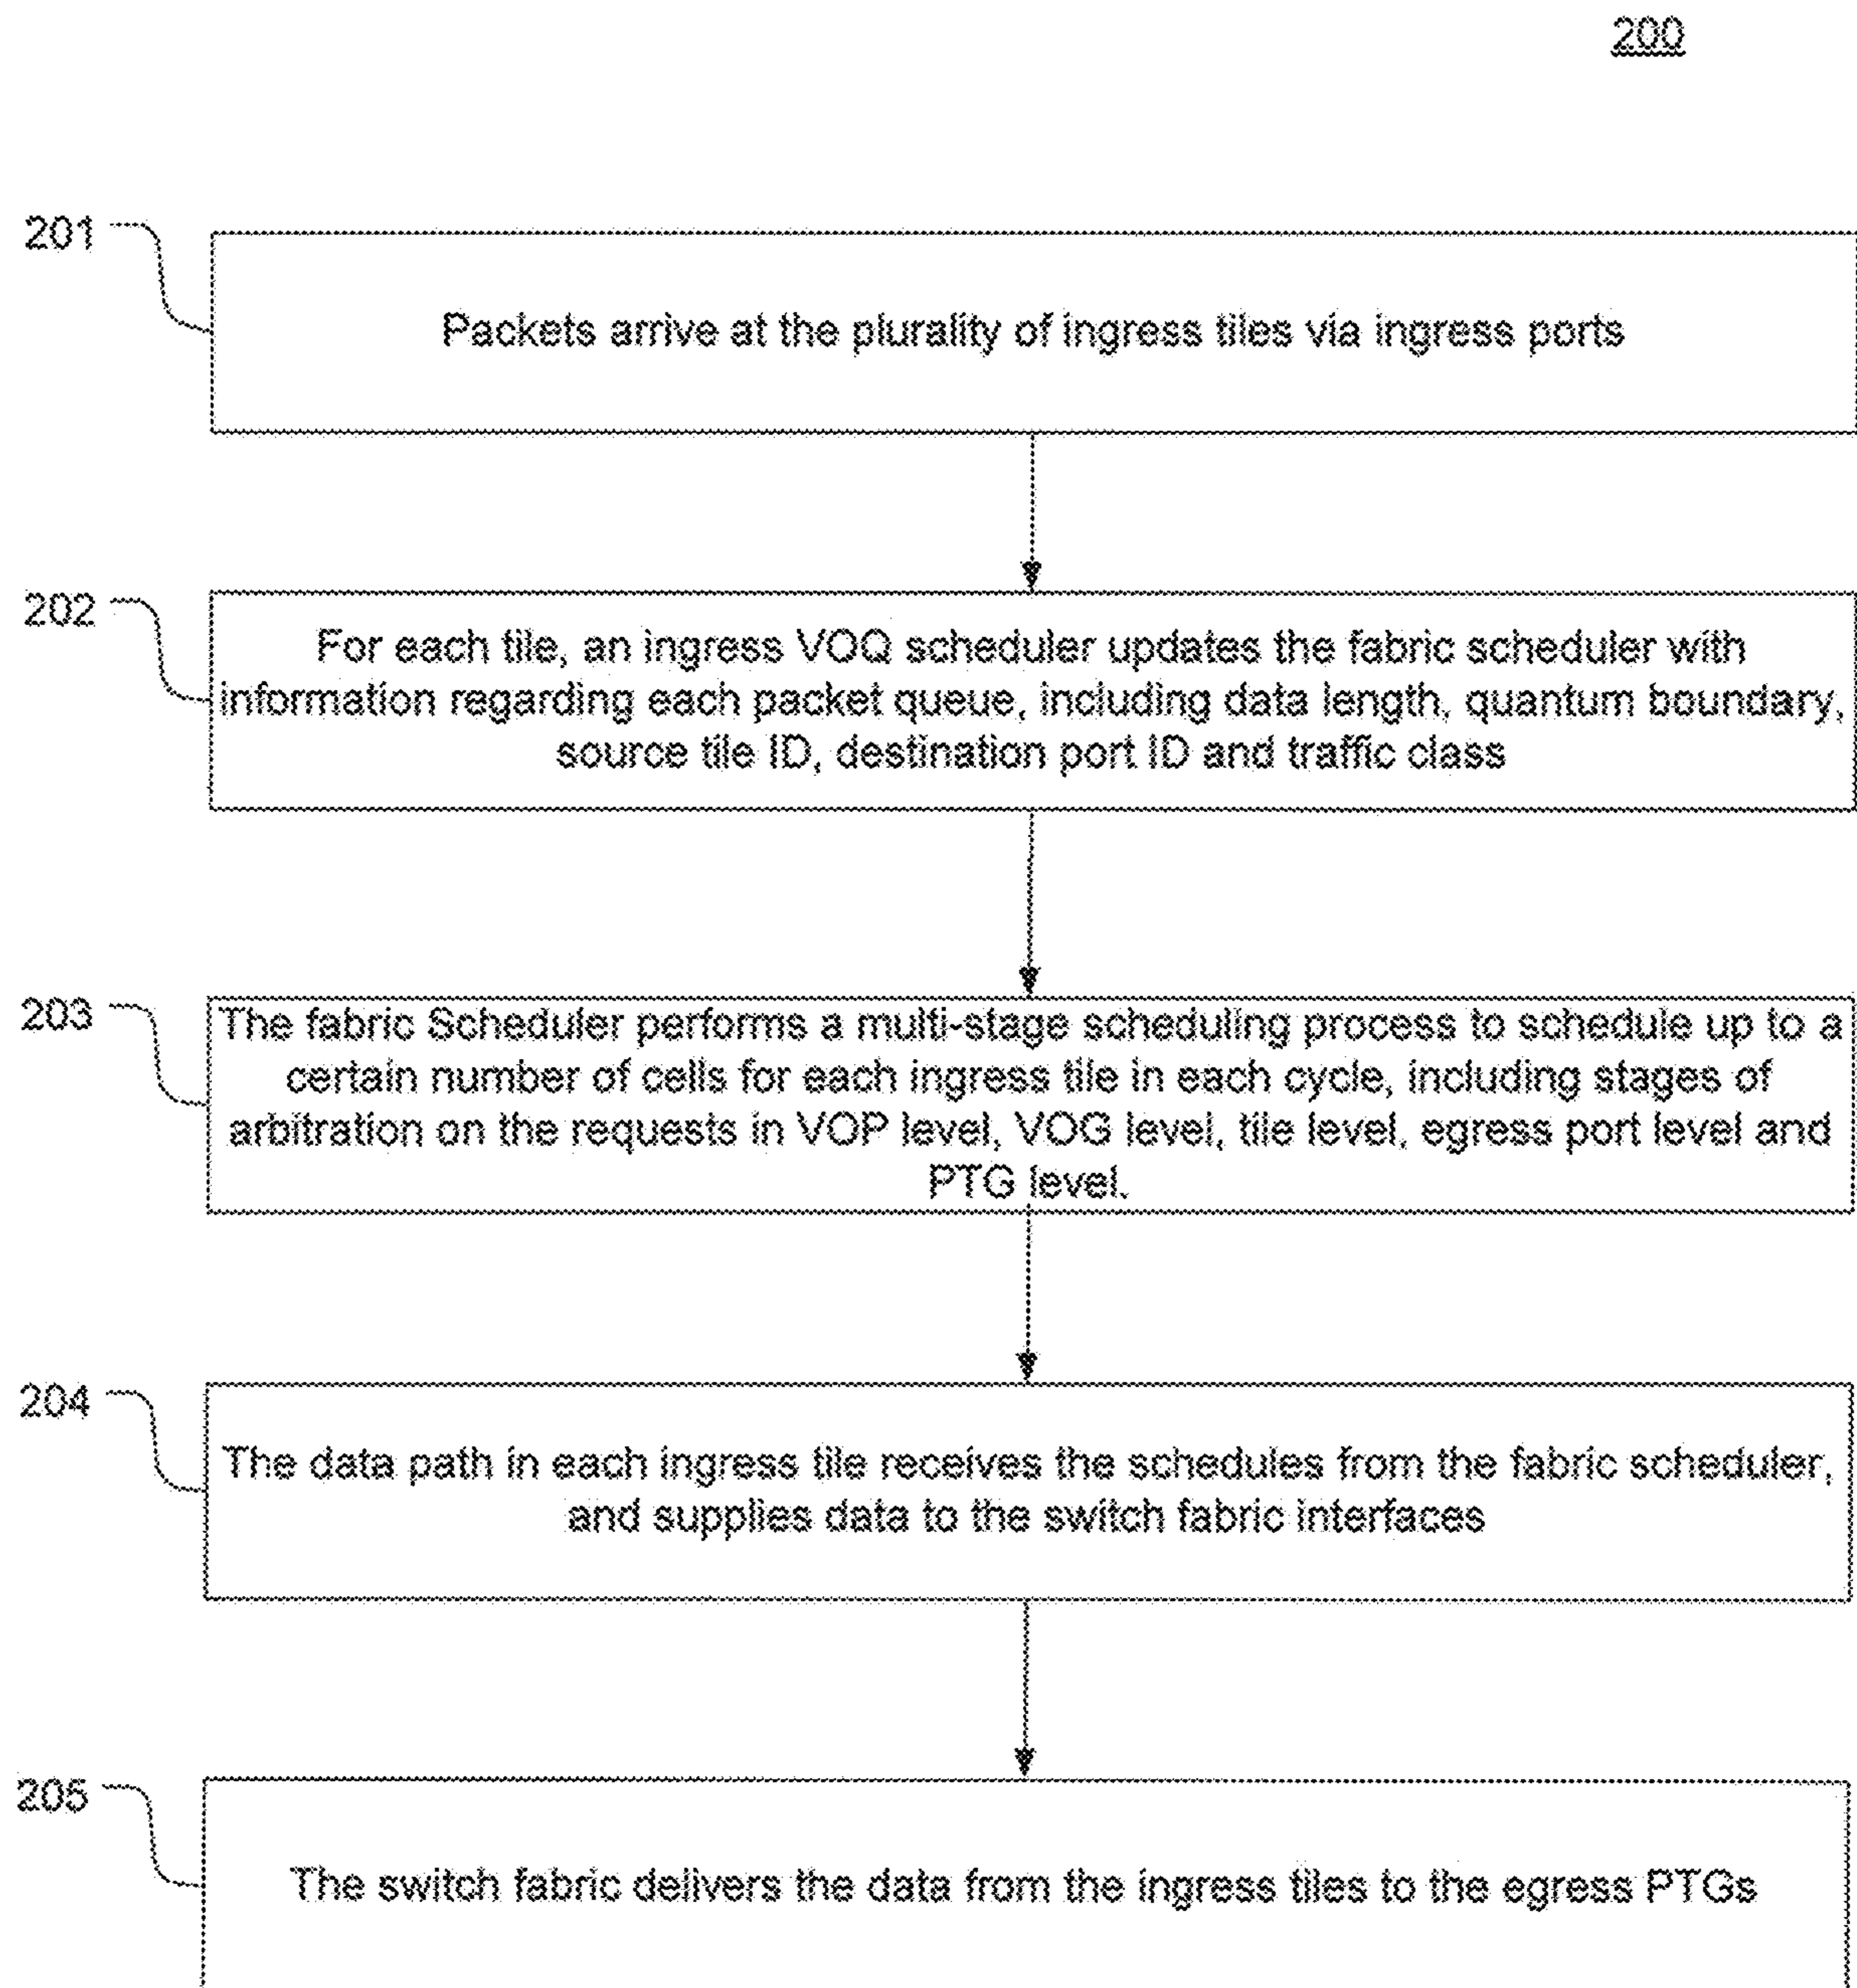 200
201
Packets arrive at the plurality of ingress tiles via ingress ports
202
For each tile, an ingress VOQ scheduler updates the fabric scheduler with
information regarding each packet queue, including data length, quantum boundary,
source tile ID, destination port ID and traffic class
203
The fabric Scheduler performs a multi-stage scheduling process to schedule up to a
certain number of cells for each ingress tile in each cycle, including stages of
arbitration on the requests in VOP level, VOG level, tile level, egress port level and
PTG level.
204
The data path in each ingress tile receives the schedules from the fabric scheduler,
and supplies data to the switch fabric interfaces
205
The switch fabric delivers the data from the ingress tiles to the egress PTGs